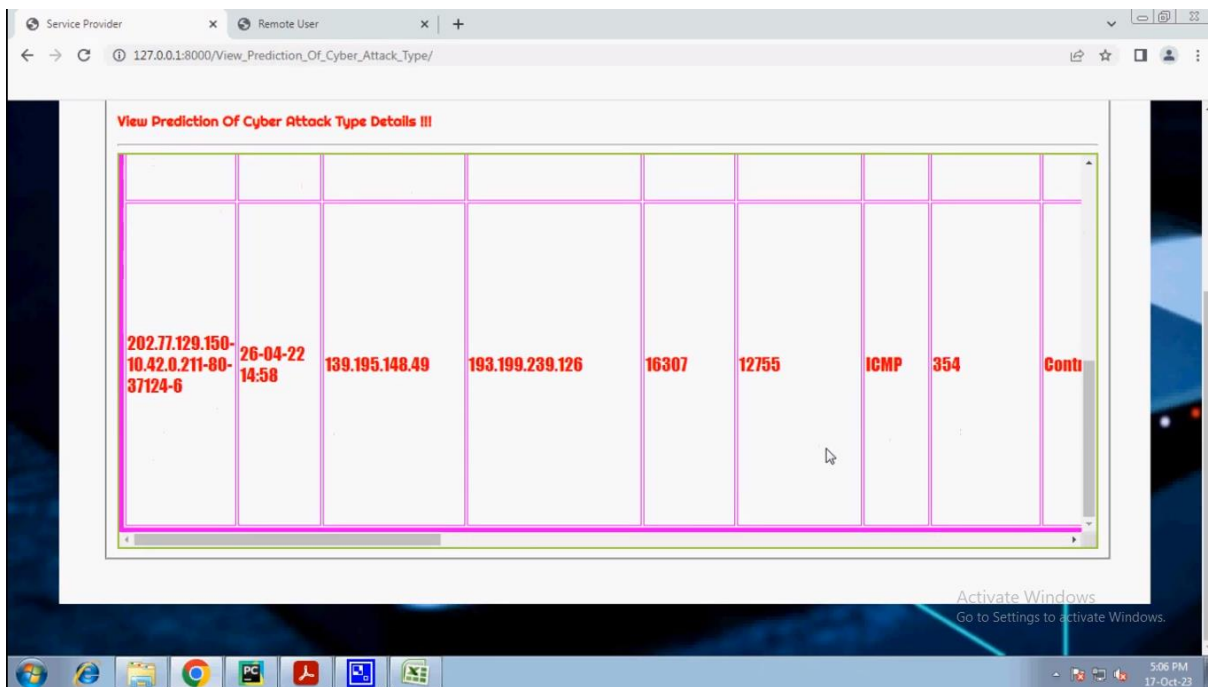 Service Provider
Remote User
127.0.0.1:8000/View_Prediction_Of_Cyber_Attack_Type/
View Prediction Of Cyber Attack Type Details !!!
202.77.129.150-
10.42.0.211-80-
37124-6
26-04-22
14:58
139.195.148.49
193.199.239.126
16307
12755
ICMP
354
Cont
Activate Windows
Go to Settings to activate Windows.
PC
5:06 PM
17-Oct-23